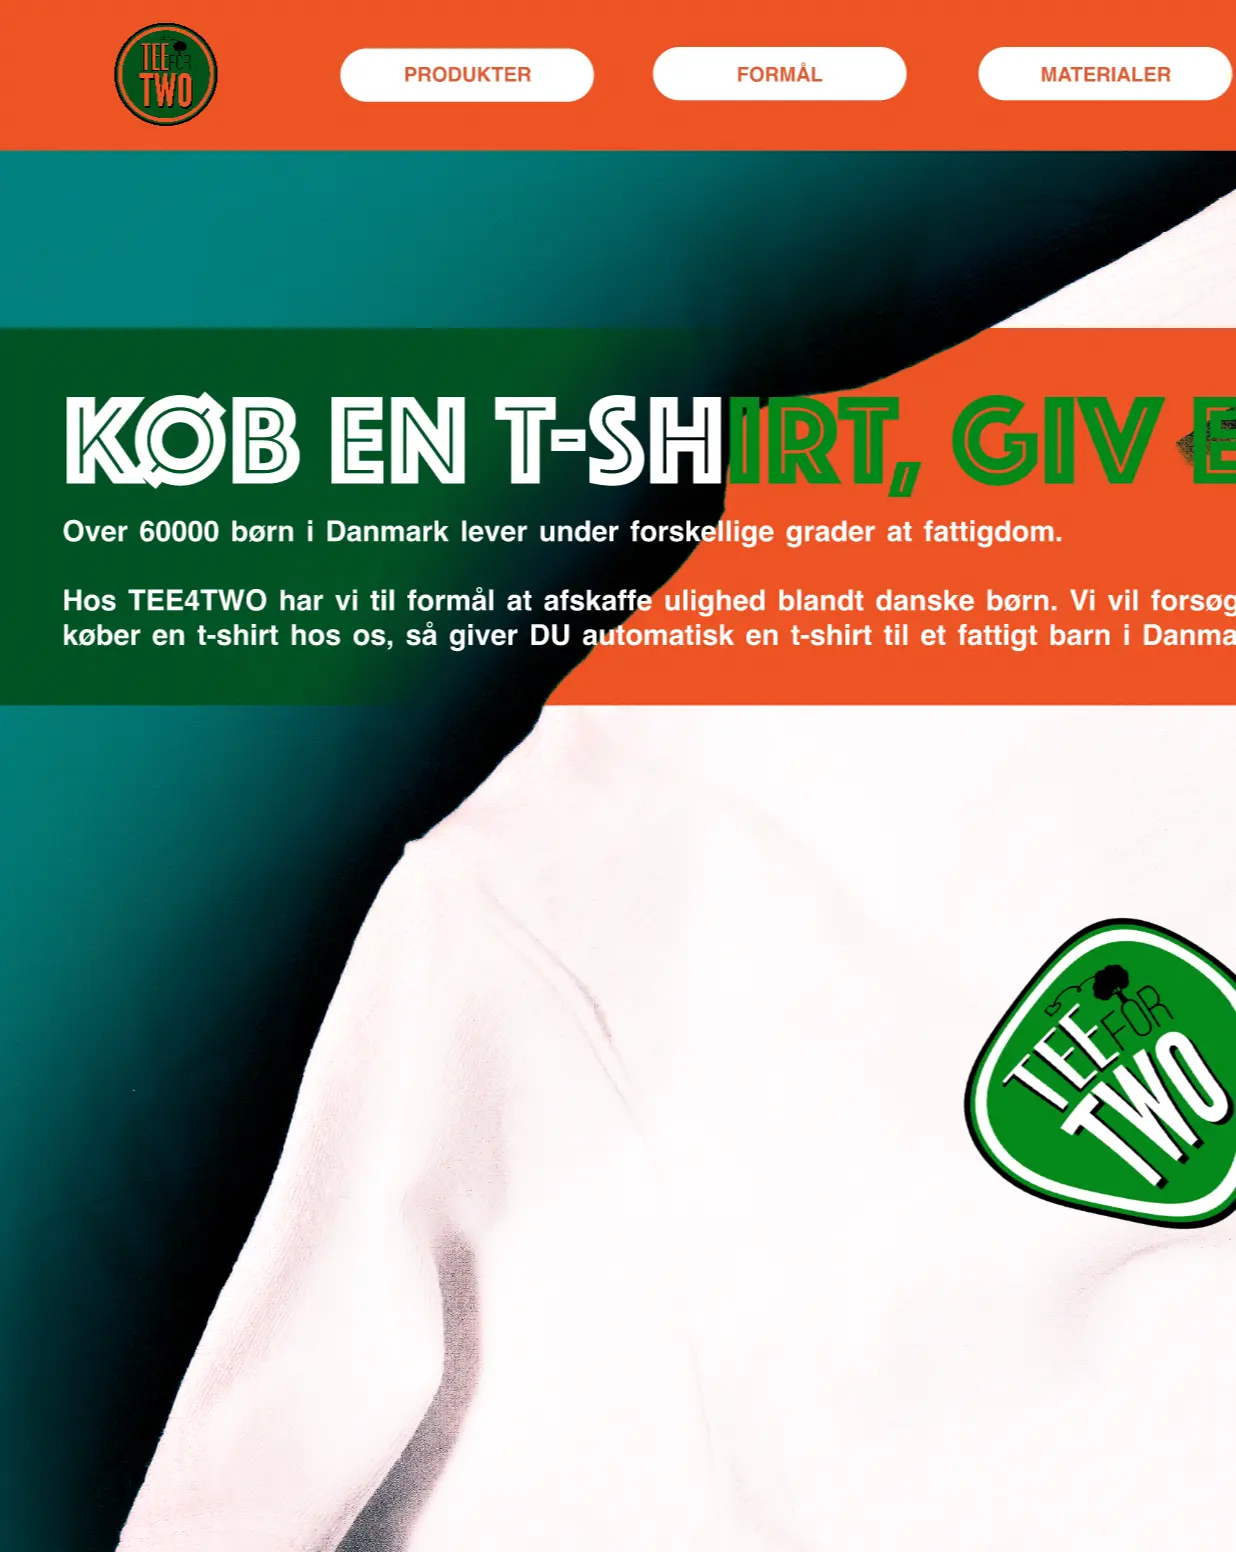 TEE FOR
TWO
PRODUKTER
FORMÅL
MATERIALER
KØB EN T-SHIRT, GIV
Over 60000 børn i Danmark lever under forskellige grader at fattigdom.
Hos TEE4TWO har vi til formål at afskaffe ulighed blandt danske børn. Vi vil
køber en t-shirt hos os, så giver DU automatisk en t-shirt til et fattigt barn i
TEE FOR
TWO